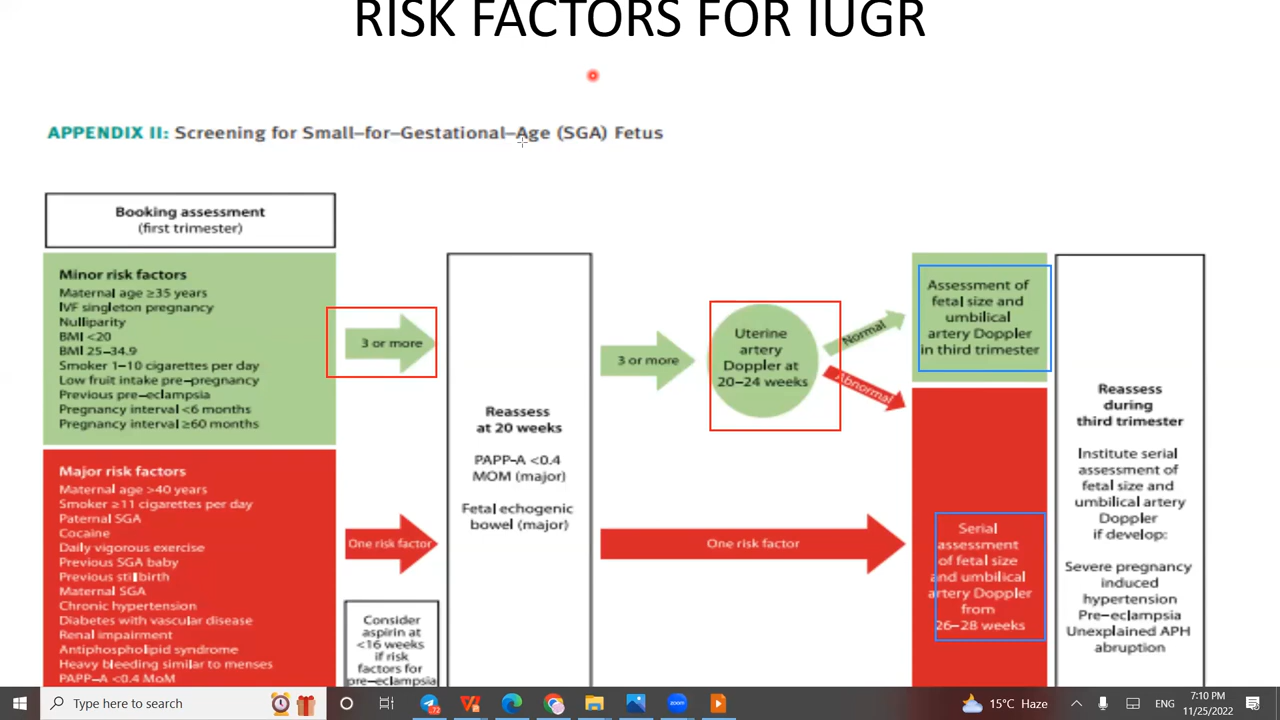 RISK FACTORS FOR IUGR
APPENDIX II: Screening for Small–for–Gestational–Age (SGA) Fetus
Booking assessment
(first trimester)
Minor risk factors
Maternal age ≥35 years
IVF singleton pregnancy
Nulliparity
BMI <20
BMI 25–34.9
Smoker 1–10 cigarettes per day
Low fruit intake pre–pregnancy
Previous pre–eclampsia
Pregnancy interval <6 months
Pregnancy interval ≥60 months
Major risk factors
Maternal age >40 years
Smoker ≥11 cigarettes per day
Paternal SGA
Cocaine
Daily vigorous exercise
Previous SGA baby
Previous stillbirth
Maternal SGA
Chronic hypertension
Diabetes with vascular disease
Renal impairment
Antiphospholipid syndrome
Heavy bleeding similar to menses
PAPP–A <0.4 MoM
3 or more
One risk factor
Consider
aspirin at
<16 weeks
if risk
factors for
pre–eclampsia
Reassess
at 20 weeks
PAPP–A <0.4
MOM (major)
Fetal echogenic
bowel (major)
3 or more
One risk factor
Uterine
artery
Doppler at
20–24 weeks
Normal
Abnormal
Assessment of
fetal size and
umbilical
artery Doppler
in third trimester
Serial
assessment
of fetal size
and umbilical
artery Doppler
from
26–28 weeks
Reassess
during
third trimester
Institute serial
assessment of
fetal size and
umbilical artery
Doppler
if develop:
Severe pregnancy
induced
hypertension
Pre–eclampsia
Unexplained APH
abruption
Type here to search
72
zoom
15°C Haze
ENG
7:10 PM
11/25/2022